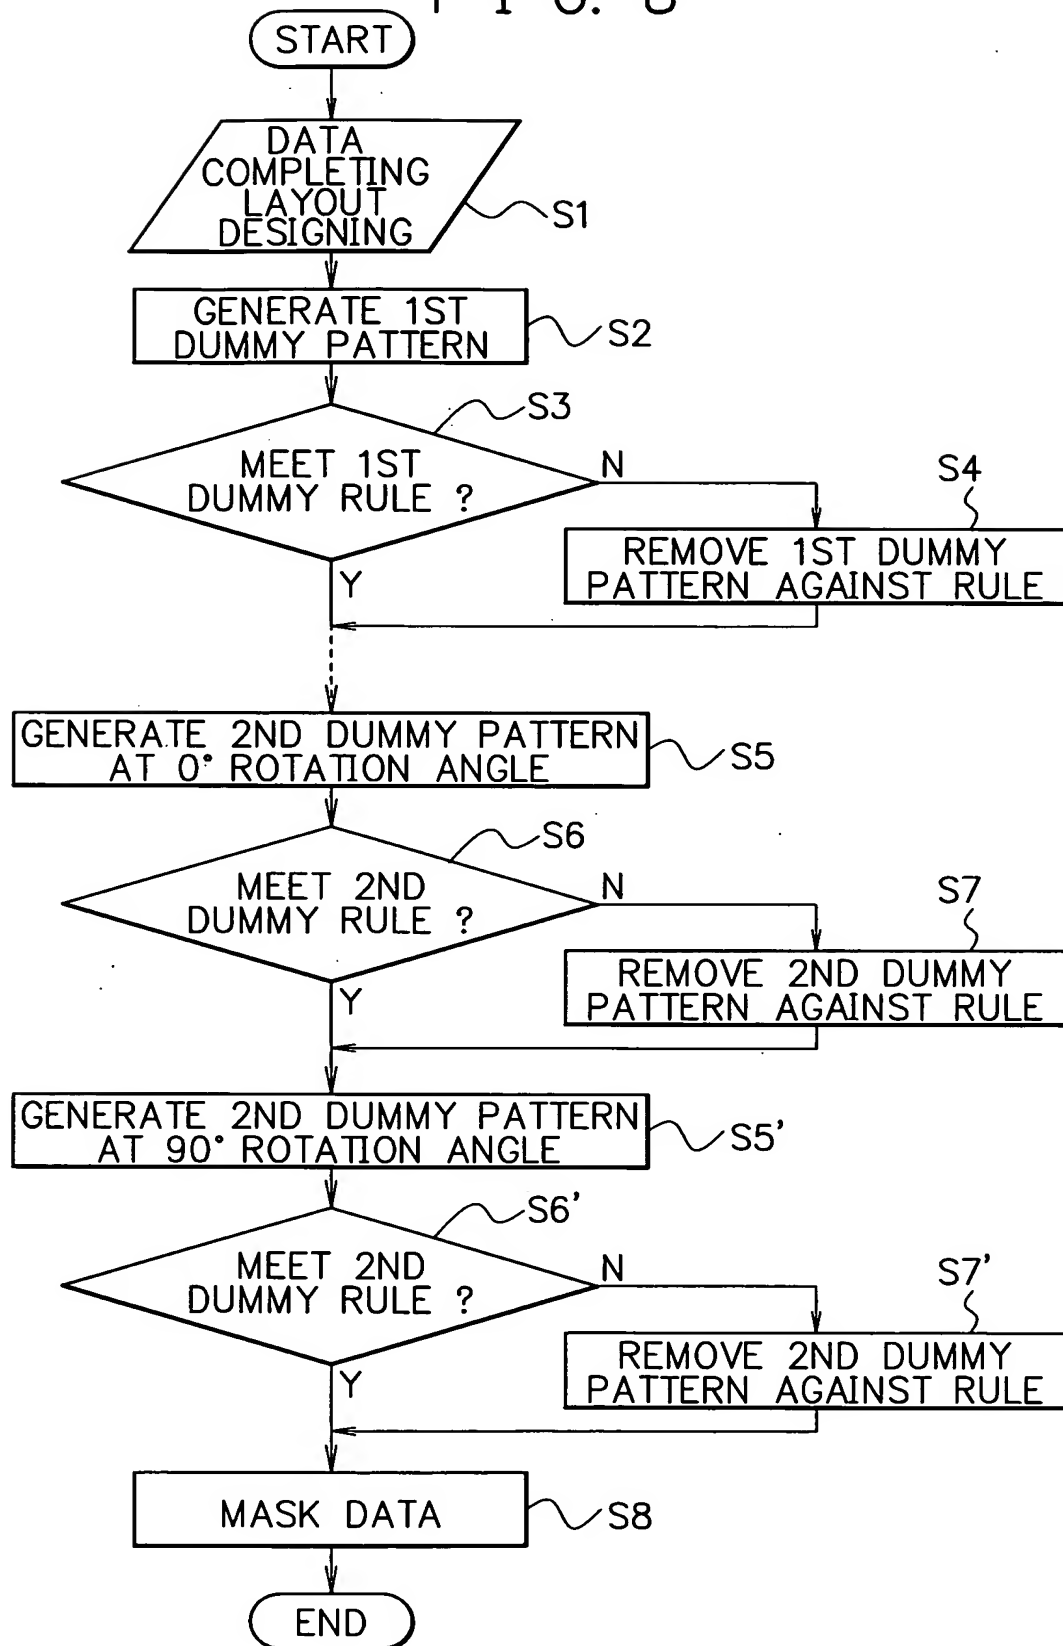 START
DATA
COMPLETING
LAYOUT
DESIGNING
S1
GENERATE 1ST
DUMMY PATTERN
S2
S3
MEET 1ST
DUMMY RULE ?
N
S4
REMOVE 1ST DUMMY
PATTERN AGAINST RULE
Y
GENERATE 2ND DUMMY PATTERN
AT 0° ROTATION ANGLE
S5
S6
MEET 2ND
DUMMY RULE ?
N
S7
REMOVE 2ND DUMMY
PATTERN AGAINST RULE
Y
GENERATE 2ND DUMMY PATTERN
AT 90° ROTATION ANGLE
S5'
S6'
MEET 2ND
DUMMY RULE ?
N
S7'
REMOVE 2ND DUMMY
PATTERN AGAINST RULE
Y
MASK DATA
S8
END